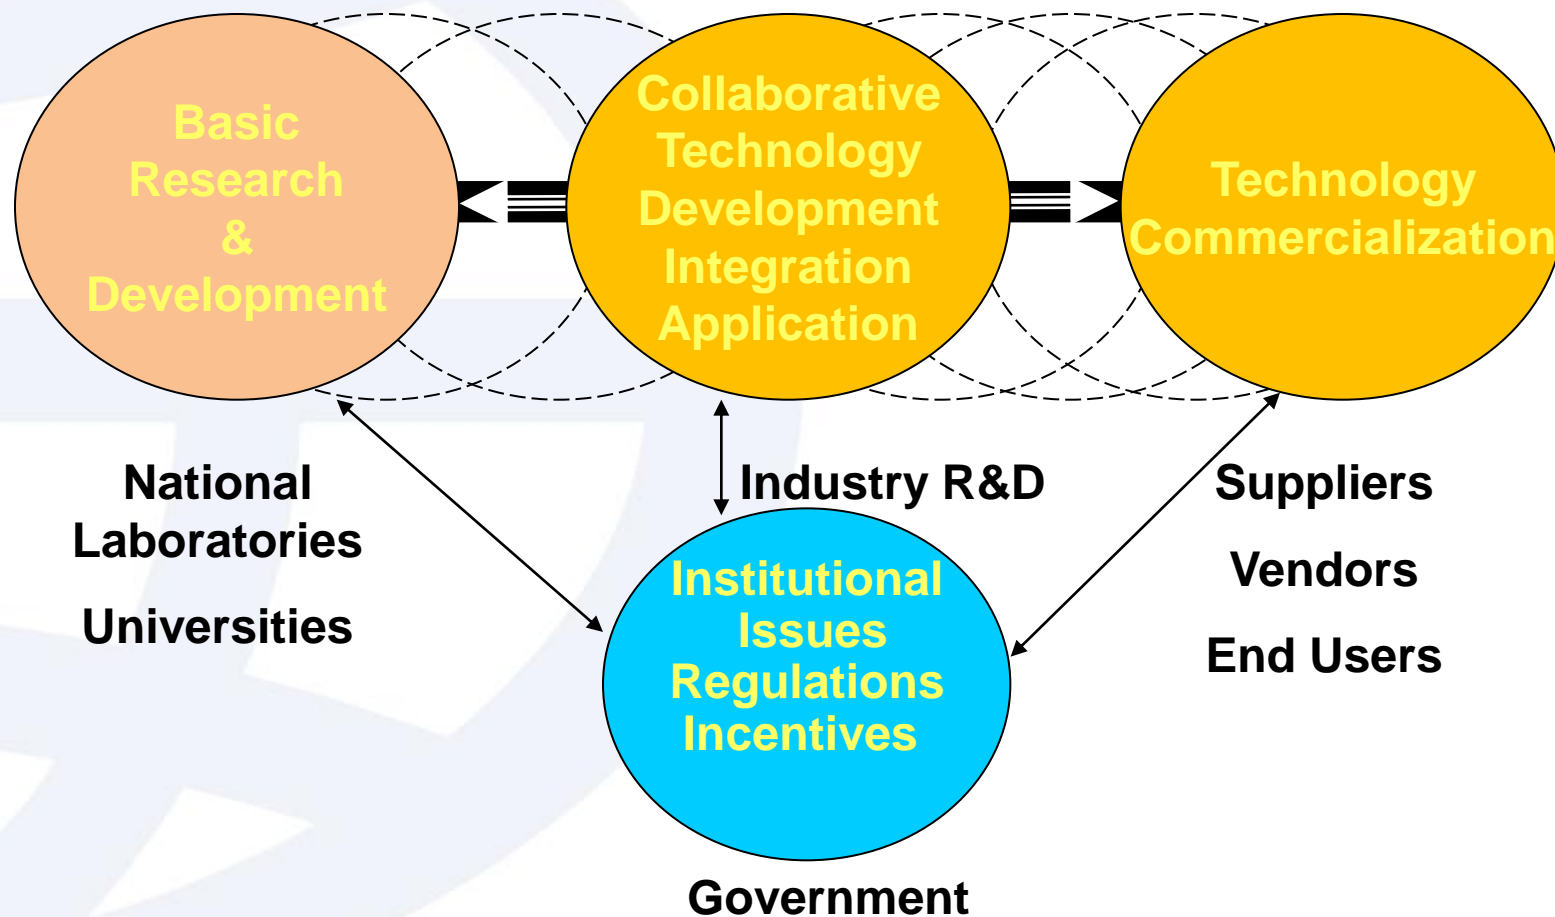 Basic
Research
&
Development
Collaborative
Technology
Development
Integration
Application
Technology
Commercialization
National
Laboratories
Universities
Industry R&D
Suppliers
Vendors
End Users
Institutional
Issues
Regulations
Incentives
Government